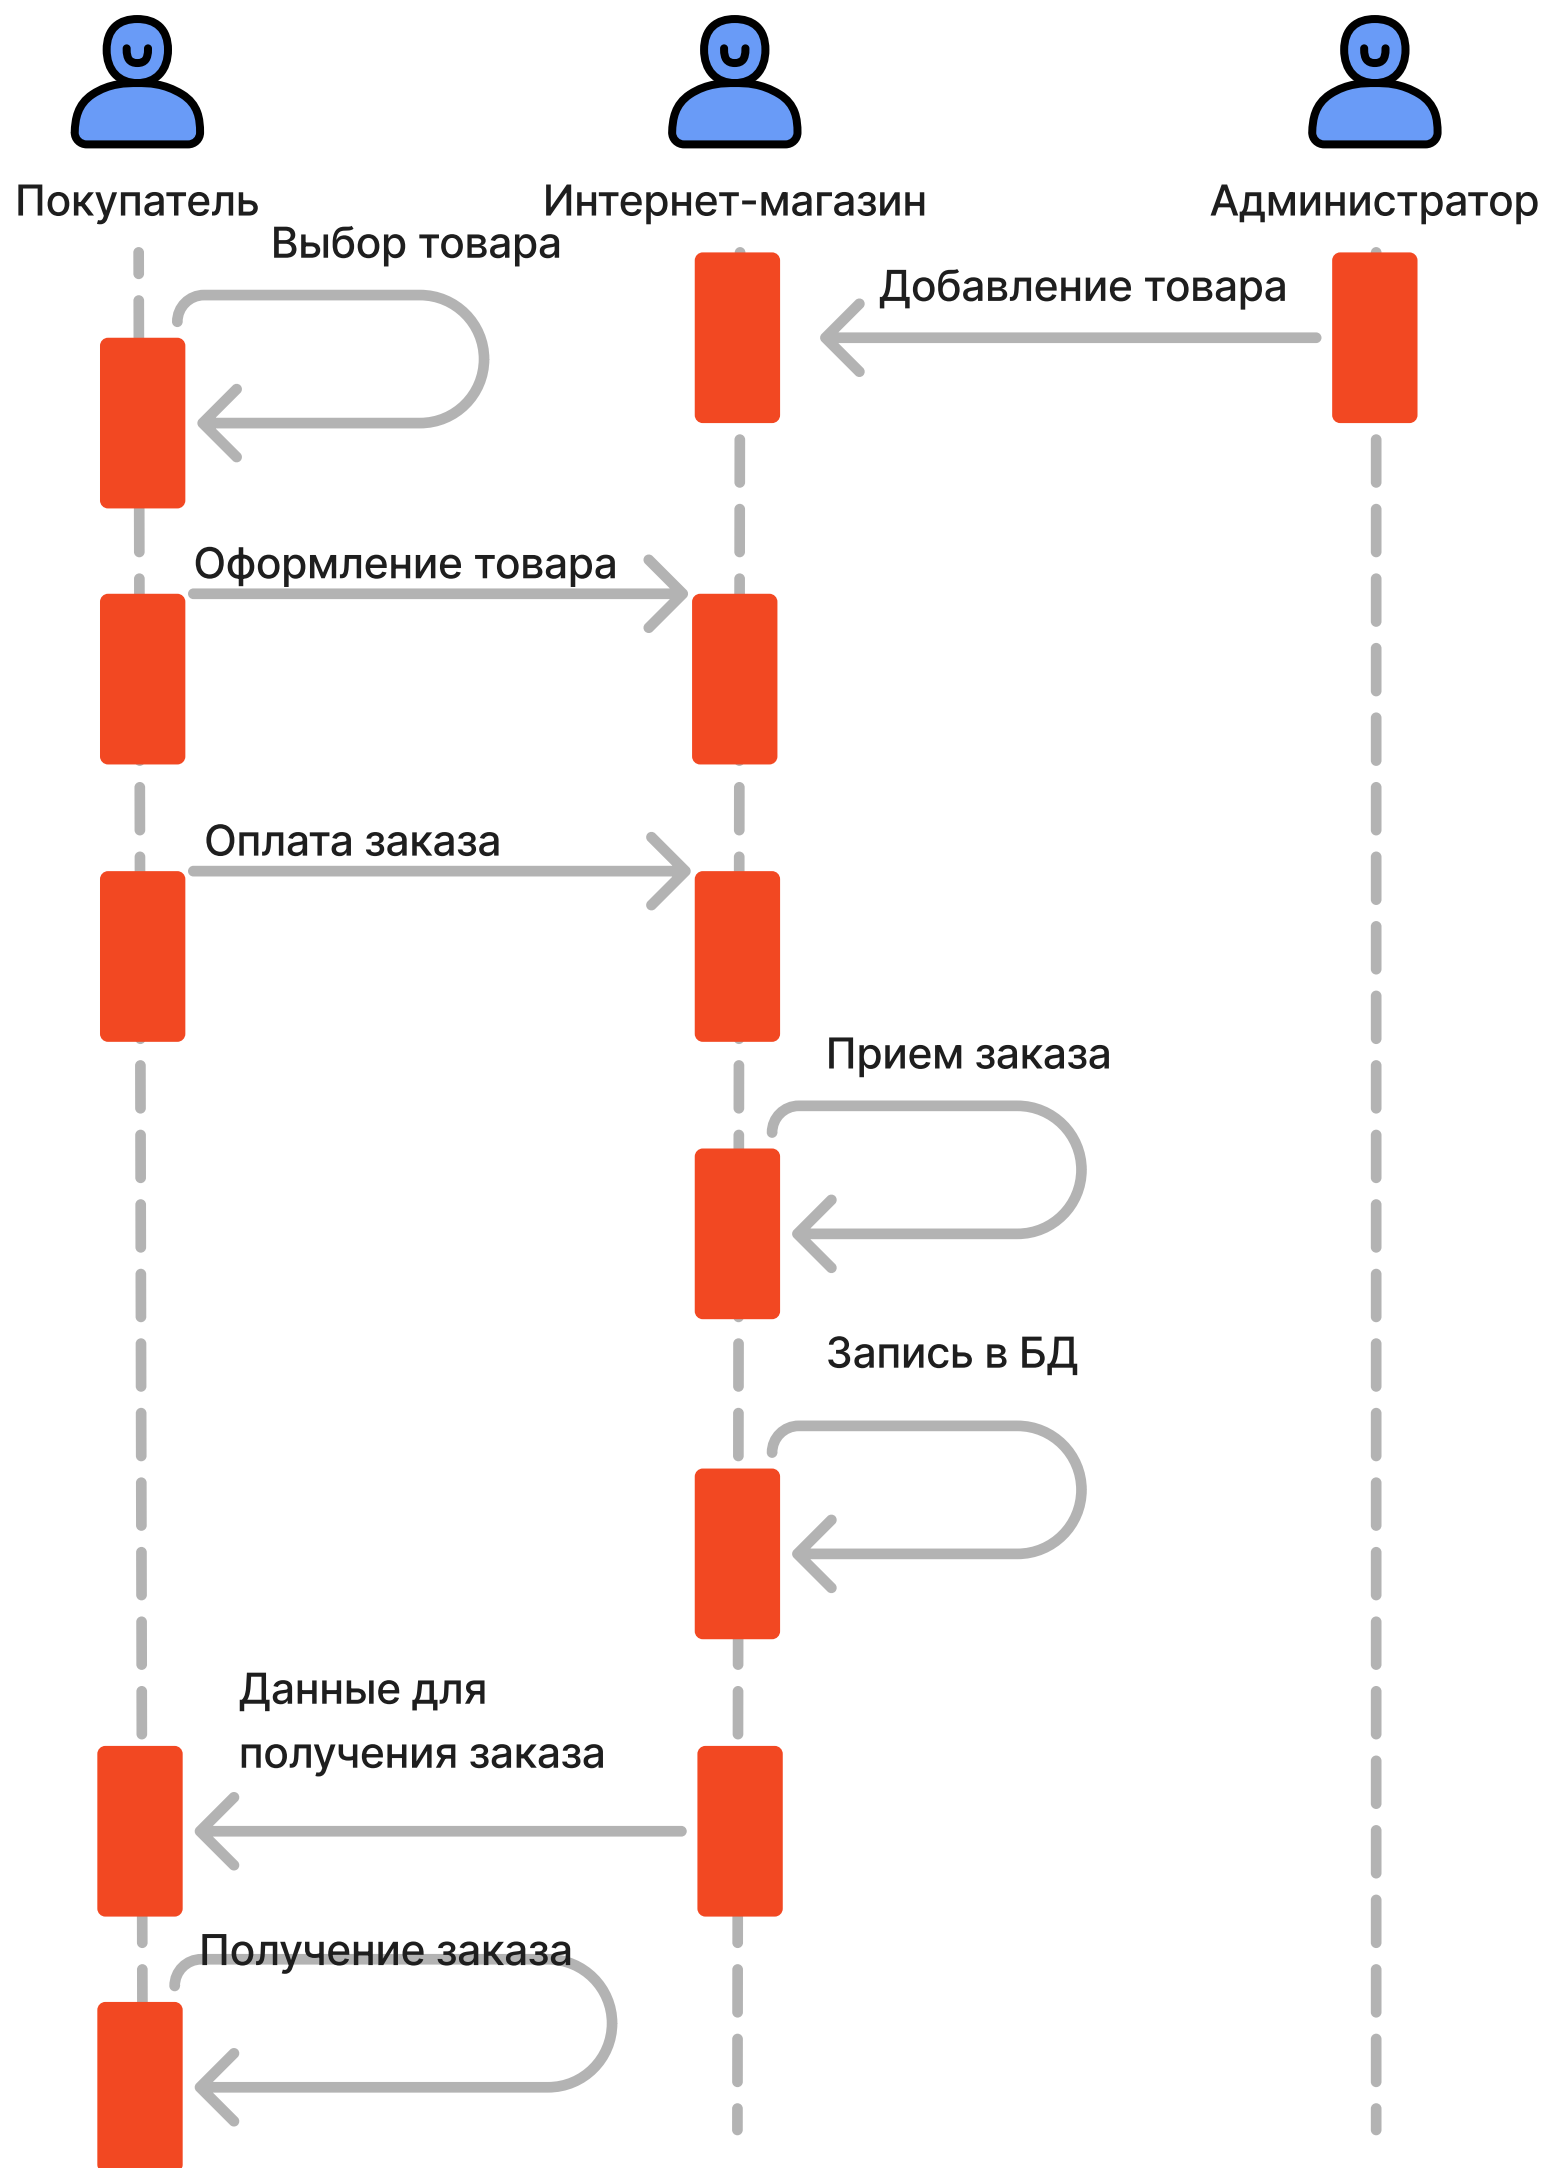 Покупатель
Интернет-магазин
Администратор
Выбор товара
Добавление товара
Оформление товара
Оплата заказа
Прием заказа
Запись в БД
Данные для
получения заказа
Получение заказа